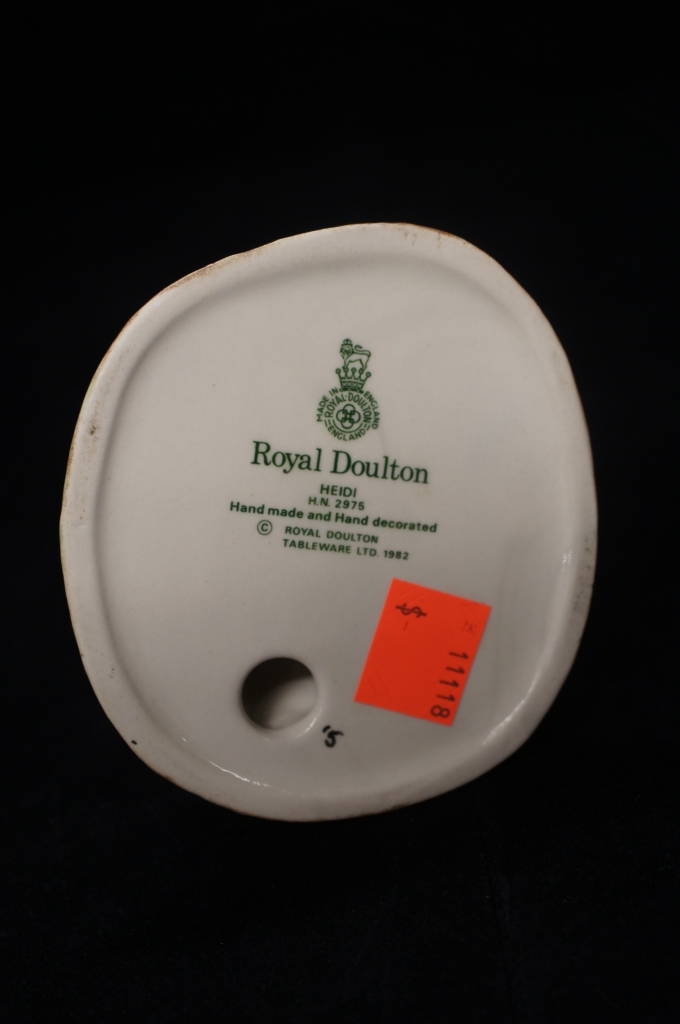 MADE IN ENGLAND
ROYAL·DOULTON
ENGLAND
Royal Doulton
HEIDI
H.N. 2975
Hand made and Hand decorated
© ROYAL DOULTON
TABLEWARE LTD. 1982
$
11118
'5